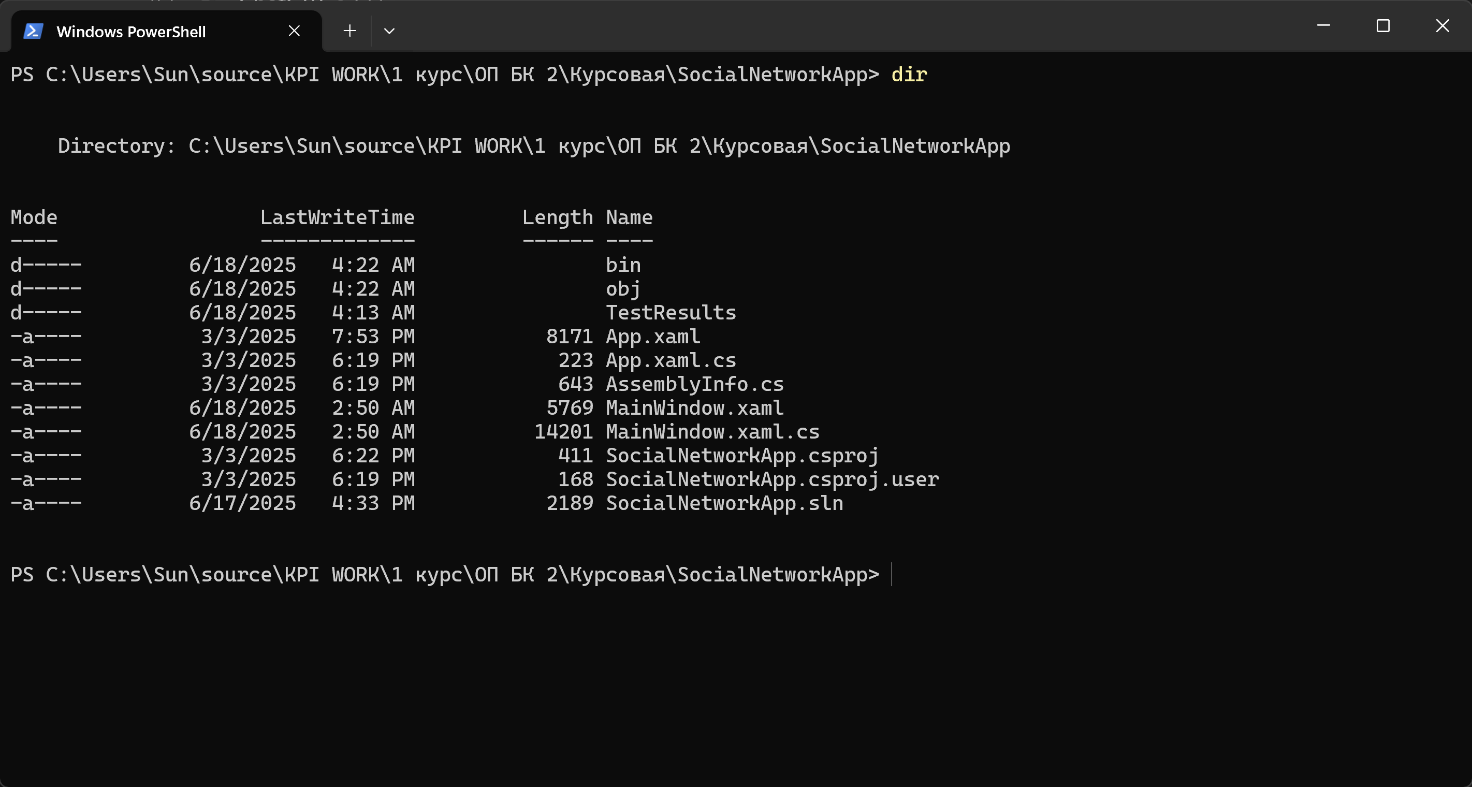 Windows PowerShell
PS C:\Users\Sun\source\KPI WORK\1 курс\ОП БК 2\Курсовая\SocialNetworkApp> dir
Directory: C:\Users\Sun\source\KPI WORK\1 курс\ОП БК 2\Курсовая\SocialNetworkApp
Mode LastWriteTime Length Name
---- ------------- ------ ----
d----- 6/18/2025 4:22 AM bin
d----- 6/18/2025 4:22 AM obj
d----- 6/18/2025 4:13 AM TestResults
-a---- 3/3/2025 7:53 PM 8171 App.xaml
-a---- 3/3/2025 6:19 PM 223 App.xaml.cs
-a---- 3/3/2025 6:19 PM 643 AssemblyInfo.cs
-a---- 6/18/2025 2:50 AM 5769 MainWindow.xaml
-a---- 6/18/2025 2:50 AM 14201 MainWindow.xaml.cs
-a---- 3/3/2025 6:22 PM 411 SocialNetworkApp.csproj
-a---- 3/3/2025 6:19 PM 168 SocialNetworkApp.csproj.user
-a---- 6/17/2025 4:33 PM 2189 SocialNetworkApp.sln
PS C:\Users\Sun\source\KPI WORK\1 курс\ОП БК 2\Курсовая\SocialNetworkApp>